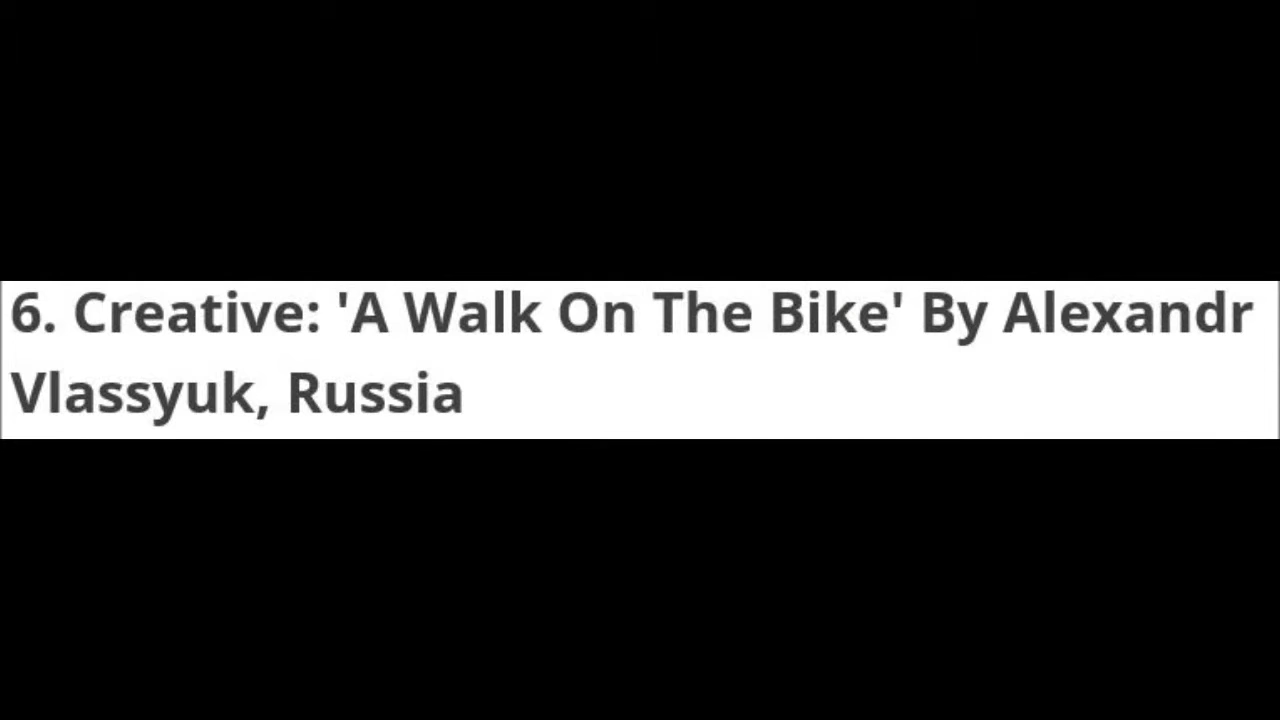 6. Creative: 'A Walk On The Bike' By Alexandr
Vlassyuk, Russia